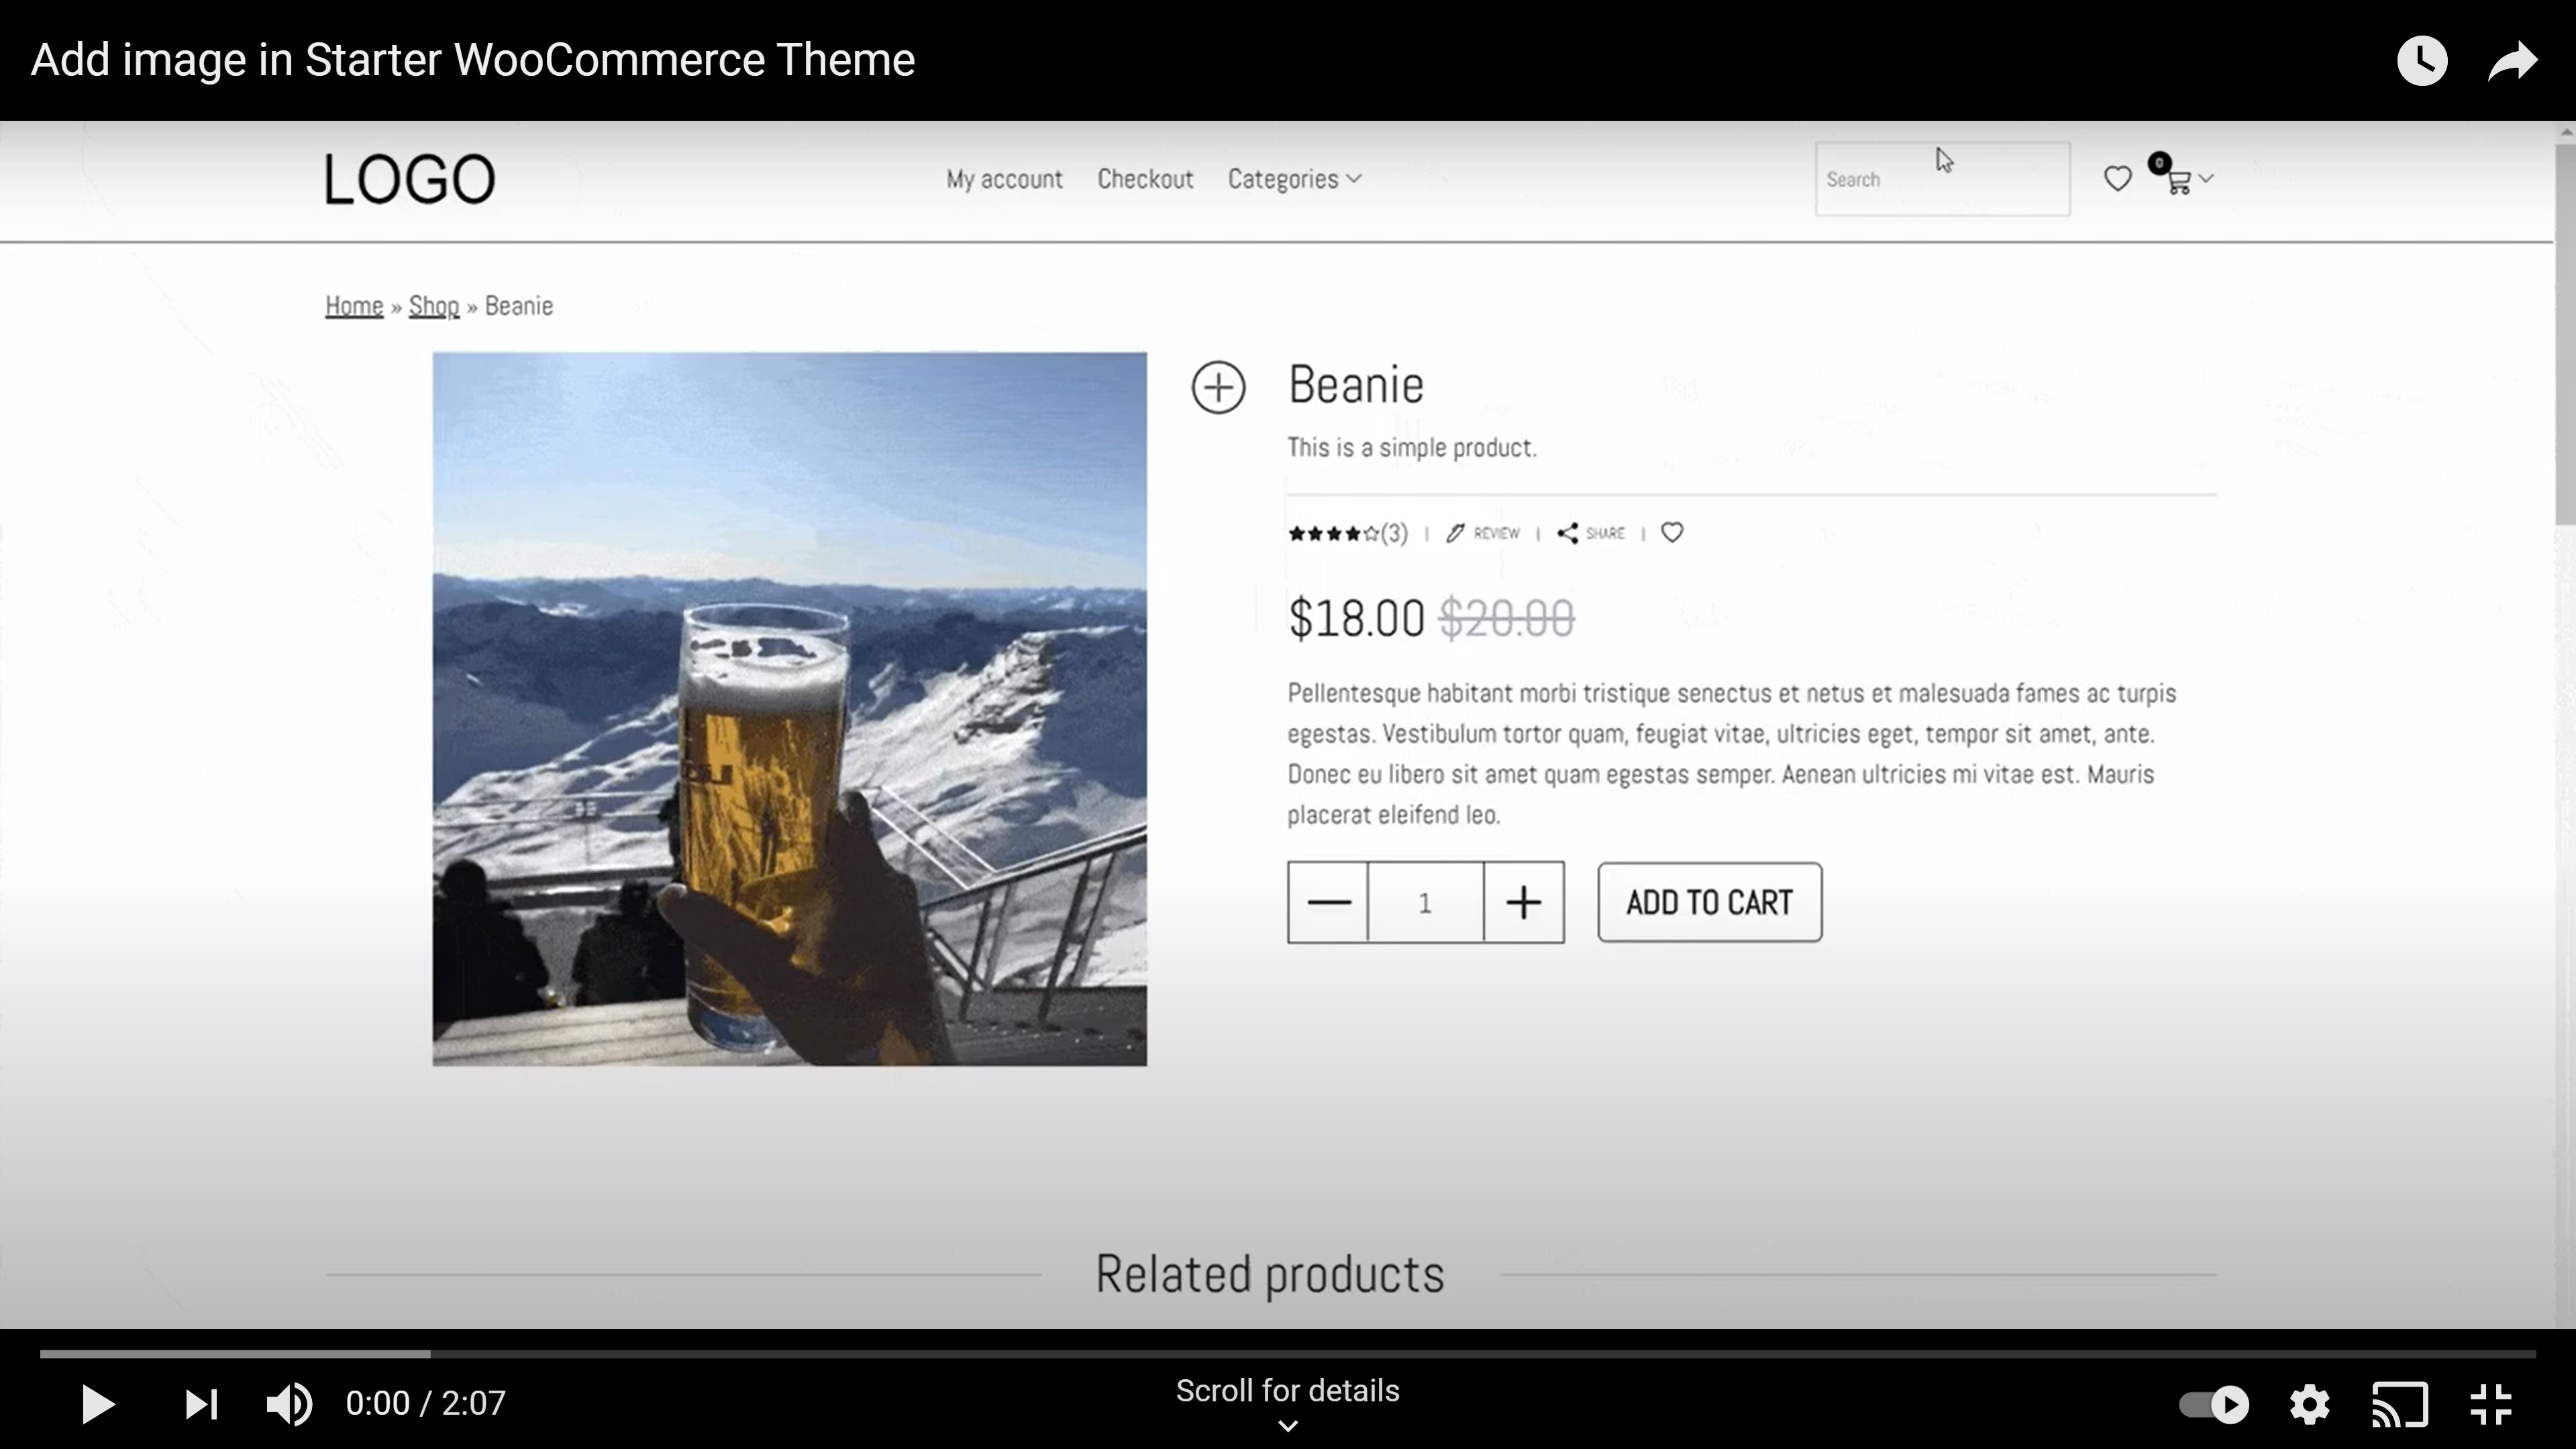 Add image in Starter WooCommerce Theme
LOGO
My account Checkout Categories
Search
0
Home » Shop » Beanie
Beanie
This is a simple product.
(3) | REVIEW | SHARE |
$18.00 $20.00
Pellentesque habitant morbi tristique senectus et netus et malesuada fames ac turpis
egestas. Vestibulum tortor quam, feugiat vitae, ultricies eget, tempor sit amet, ante.
Donec eu libero sit amet quam egestas semper. Aenean ultricies mi vitae est. Mauris
placerat eleifend leo.
1
ADD TO CART
Related products
0:00 / 2:07
Scroll for details